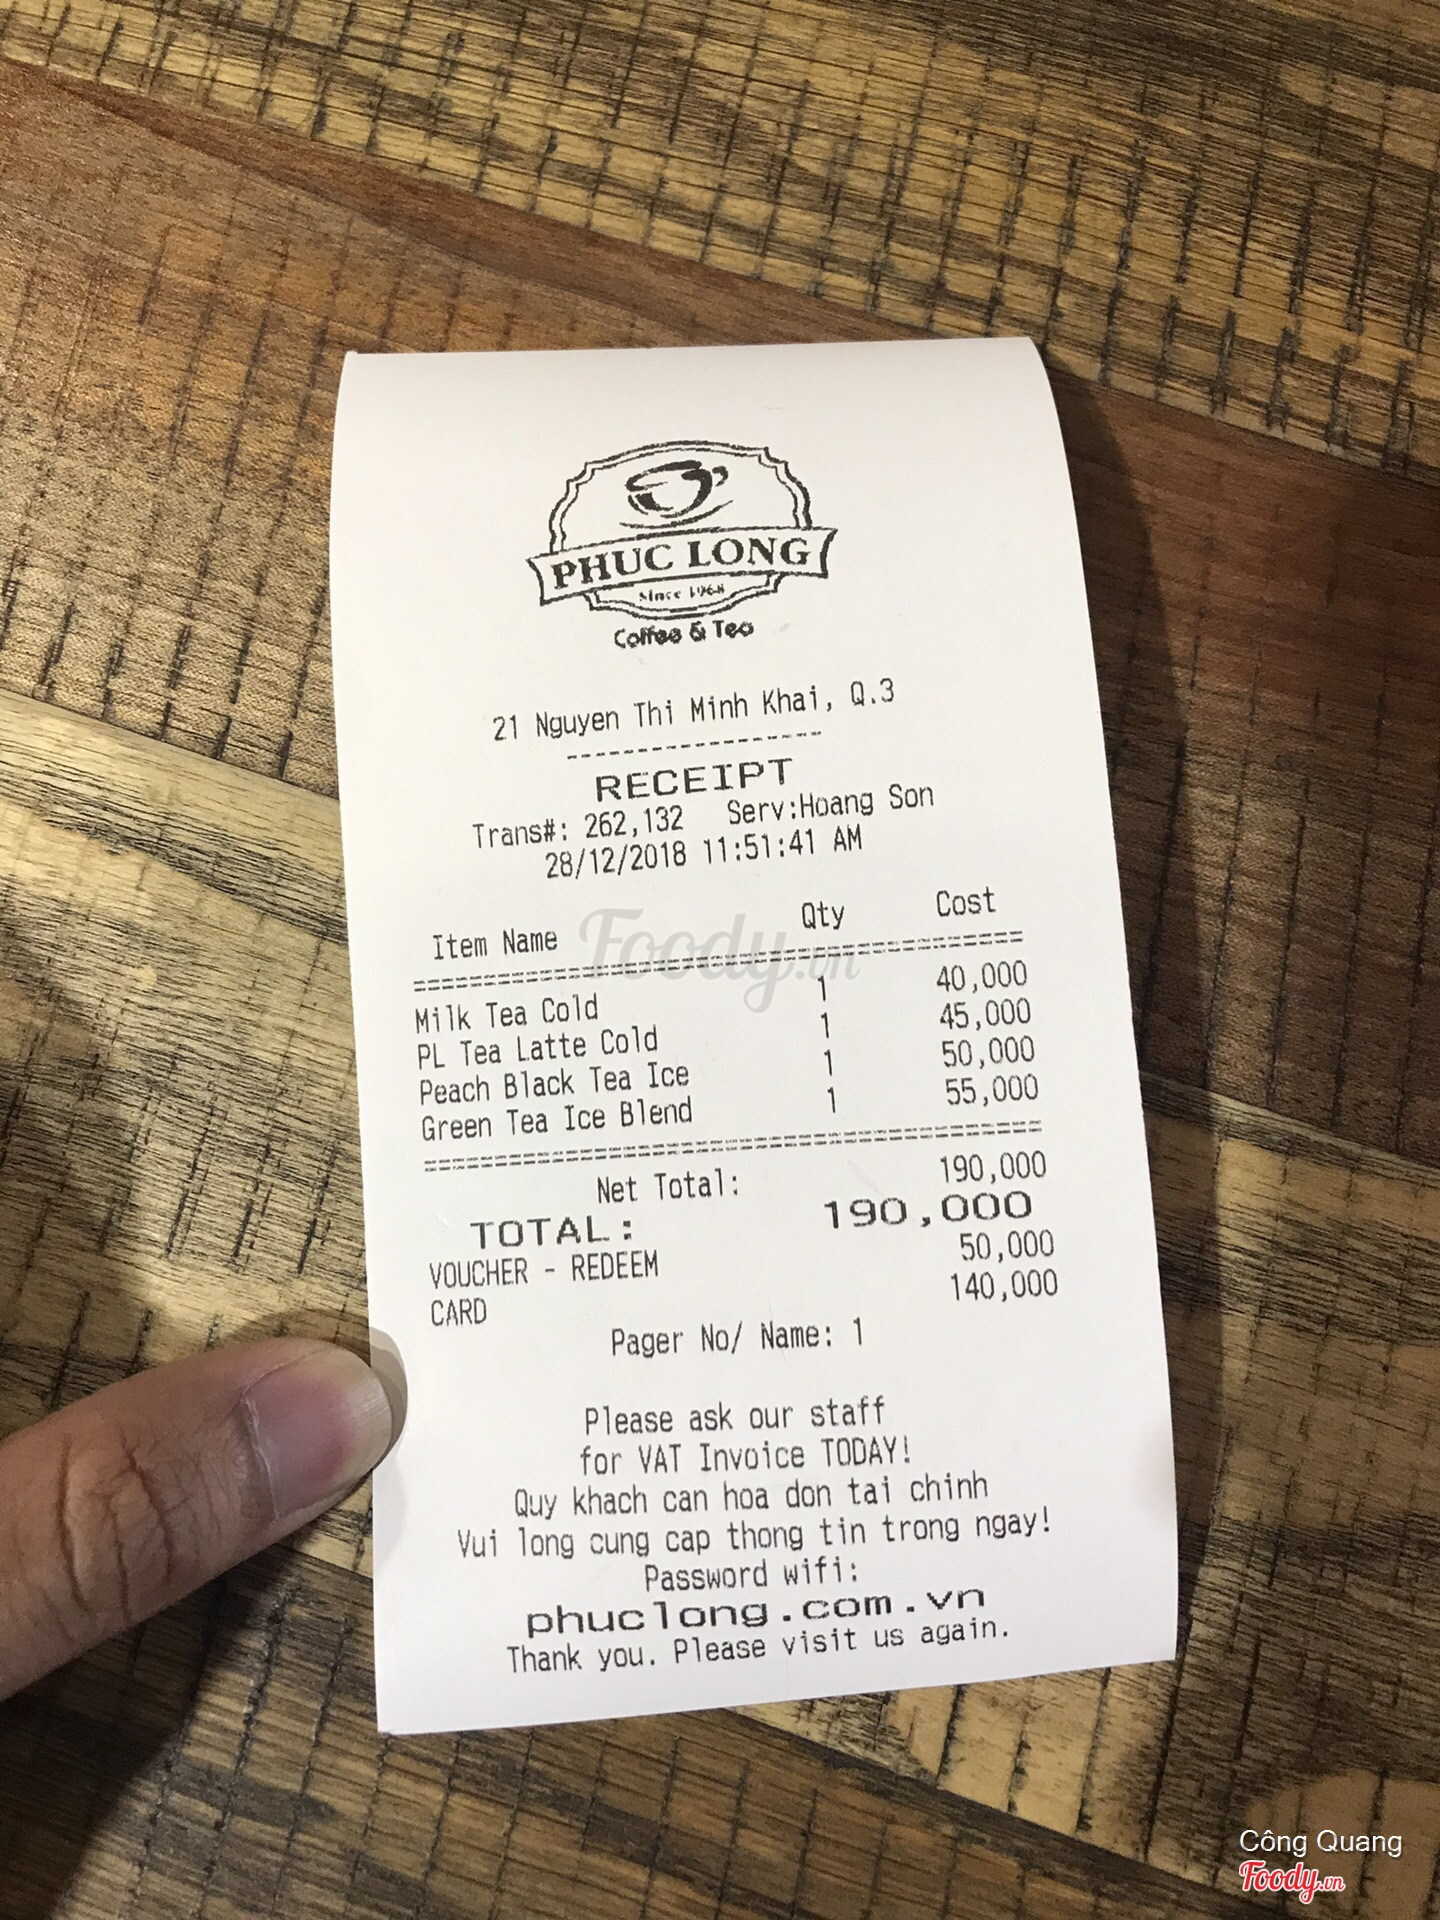 PHUC LONG
Since 1968
Coffee & Tea
21 Nguyen Thi Minh Khai, Q.3
RECEIPT
Trans#: 262,132 Serv:Hoang Son
28/12/2018 11:51:41 AM
Item Name Qty Cost
Foody.vn
Milk Tea Cold 1 40,000
PL Tea Latte Cold 1 45,000
Peach Black Tea Ice 1 50,000
Green Tea Ice Blend 1 55,000
Net Total: 190,000
TOTAL: 190,000
VOUCHER - REDEEM 50,000
CARD 140,000
Pager No/ Name: 1
Please ask our staff
for VAT Invoice TODAY!
Quy khach can hoa don tai chinh
Vui long cung cap thong tin trong ngay!
Password wifi:
phuclong.com.vn
Thank you. Please visit us again.
Công Quang
Foody.vn